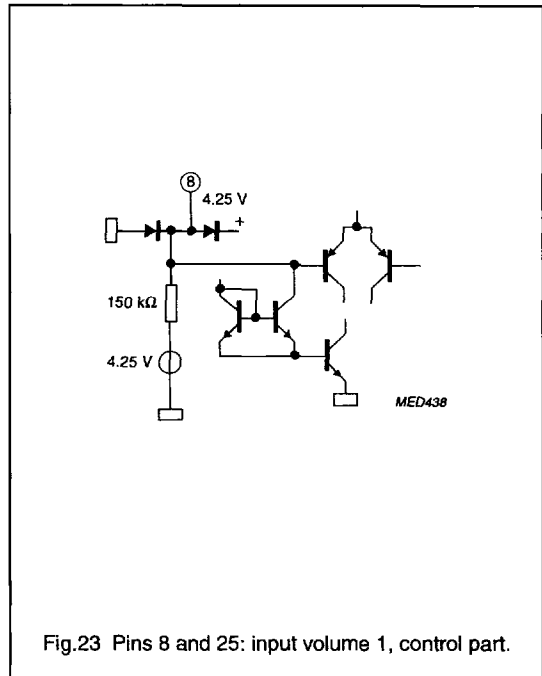 8
4.25 V
+
150 kΩ
4.25 V
MED438
Fig.23 Pins 8 and 25: input volume 1, control part.